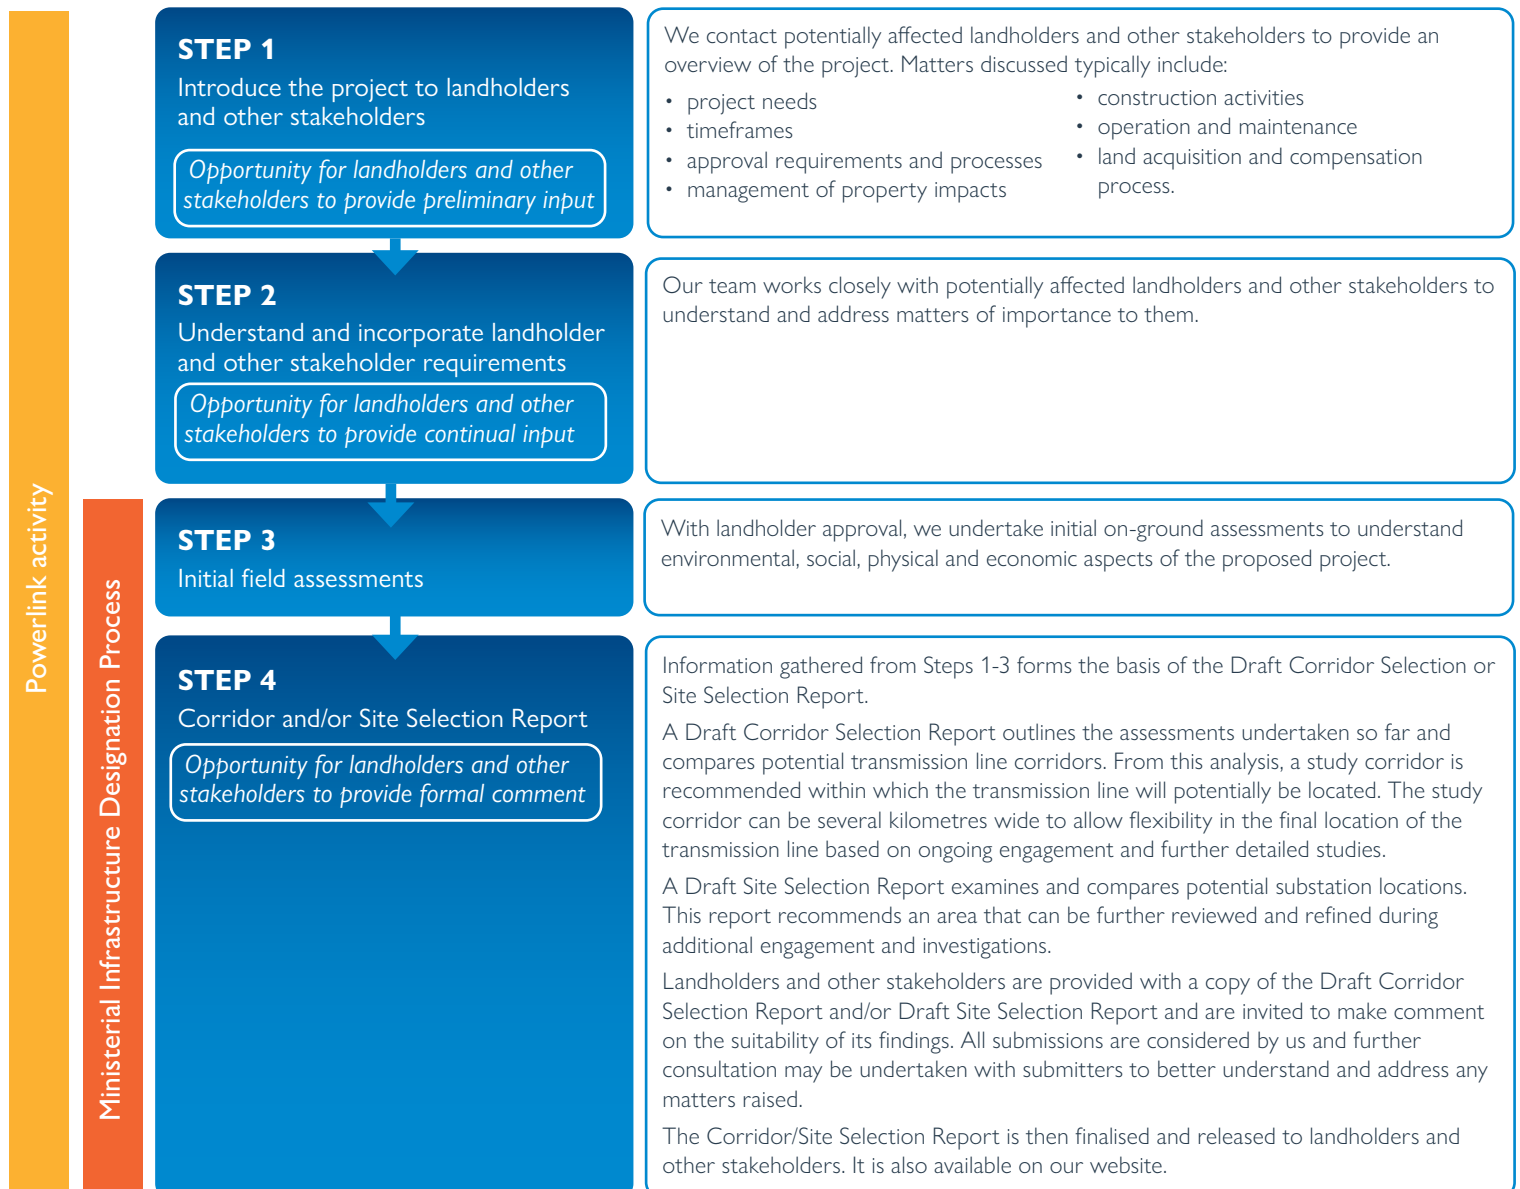 Powerlink activity
Ministerial Infrastructure Designation Process
STEP 1
Introduce the project to landholders
and other stakeholders
Opportunity for landholders and other
stakeholders to provide preliminary input
We contact potentially affected landholders and other stakeholders to provide an
overview of the project. Matters discussed typically include:
• project needs
• timeframes
• approval requirements and processes
• management of property impacts
• construction activities
• operation and maintenance
• land acquisition and compensation
process.
STEP 2
Understand and incorporate landholder
and other stakeholder requirements
Opportunity for landholders and other
stakeholders to provide continual input
Our team works closely with potentially affected landholders and other stakeholders to
understand and address matters of importance to them.
STEP 3
Initial field assessments
With landholder approval, we undertake initial on-ground assessments to understand
environmental, social, physical and economic aspects of the proposed project.
STEP 4
Corridor and/or Site Selection Report
Opportunity for landholders and other
stakeholders to provide formal comment
Information gathered from Steps 1-3 forms the basis of the Draft Corridor Selection or
Site Selection Report.
A Draft Corridor Selection Report outlines the assessments undertaken so far and
compares potential transmission line corridors. From this analysis, a study corridor is
recommended within which the transmission line will potentially be located. The study
corridor can be several kilometres wide to allow flexibility in the final location of the
transmission line based on ongoing engagement and further detailed studies.
A Draft Site Selection Report examines and compares potential substation locations.
This report recommends an area that can be further reviewed and refined during
additional engagement and investigations.
Landholders and other stakeholders are provided with a copy of the Draft Corridor
Selection Report and/or Draft Site Selection Report and are invited to make comment
on the suitability of its findings. All submissions are considered by us and further
consultation may be undertaken with submitters to better understand and address any
matters raised.
The Corridor/Site Selection Report is then finalised and released to landholders and
other stakeholders. It is also available on our website.